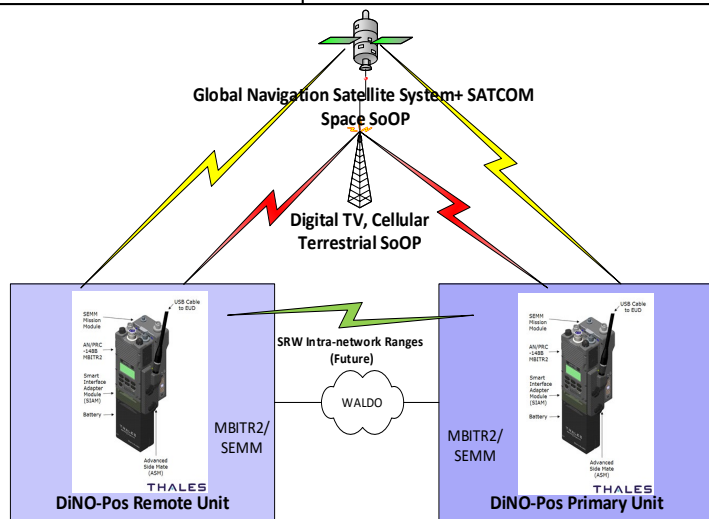 Global Navigation Satellite System+ SATCOM
Space SoOP
Digital TV, Cellular
Terrestrial SoOP
USB Cable
to EUD
SEMM
Mission
Module
AN/PRC
-148B
MBITR2
Smart
Interface
Adapter
Module
(SIAM)
Battery
Advanced
Side Mate
(ASM)
MBITR2/
SEMM
THALES
DiNO-Pos Remote Unit
SRW Intra-network Ranges
(Future)
WALDO
USB Cable
to EUD
SEMM
Mission
Module
AN/PRC
-148B
MBITR2
Smart
Interface
Adapter
Module
(SIAM)
Battery
Advanced
Side Mate
(ASM)
MBITR2/
SEMM
THALES
DiNO-Pos Primary Unit